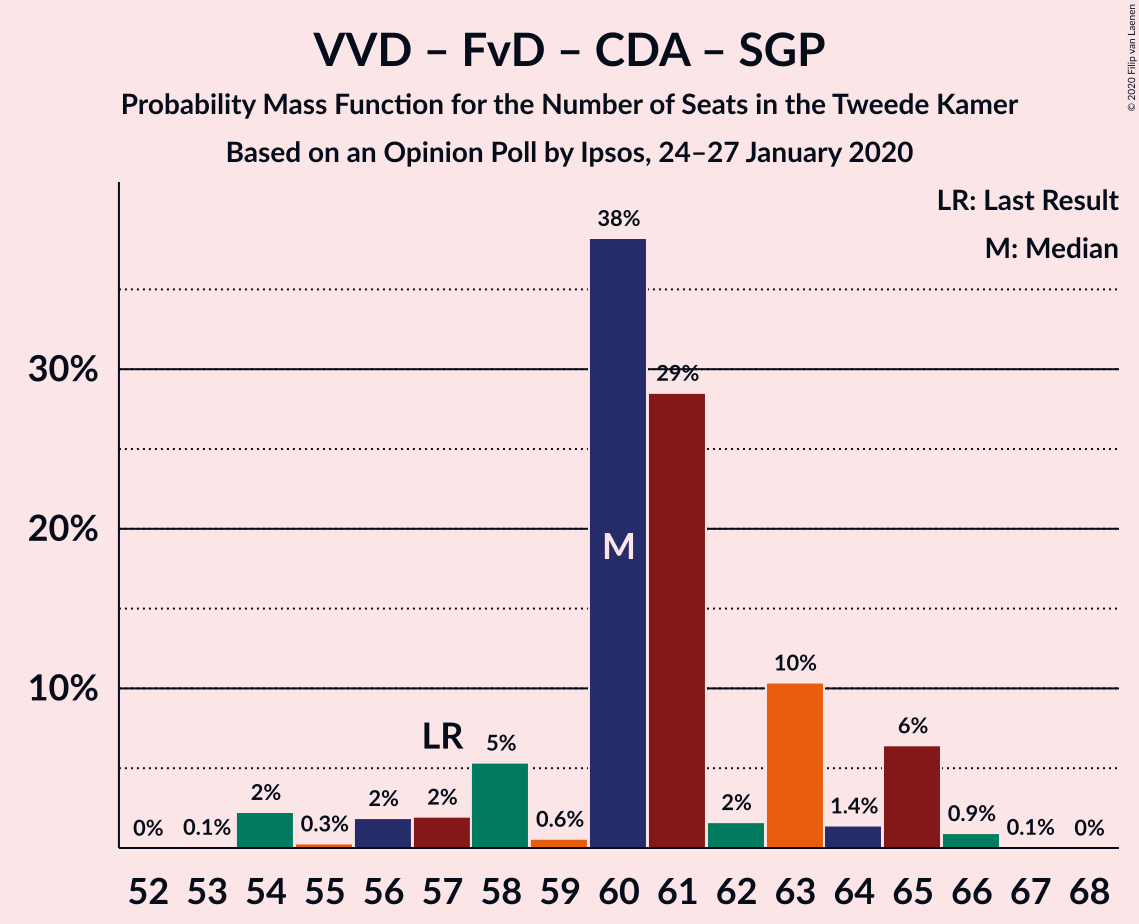 VVD – FvD – CDA – SGP
Probability Mass Function for the Number of Seats in the Tweede Kamer
Based on an Opinion Poll by Ipsos, 24–27 January 2020
© 2020 Filip van Laenen
LR: Last Result
M: Median
38%
30%
29%
20%
M
10%
10%
LR
5%
6%
0%
0.1%
2%
0.3%
2%
2%
0.6%
2%
1.4%
0.9%
0.1%
0%
52 53 54 55 56 57 58 59 60 61 62 63 64 65 66 67 68